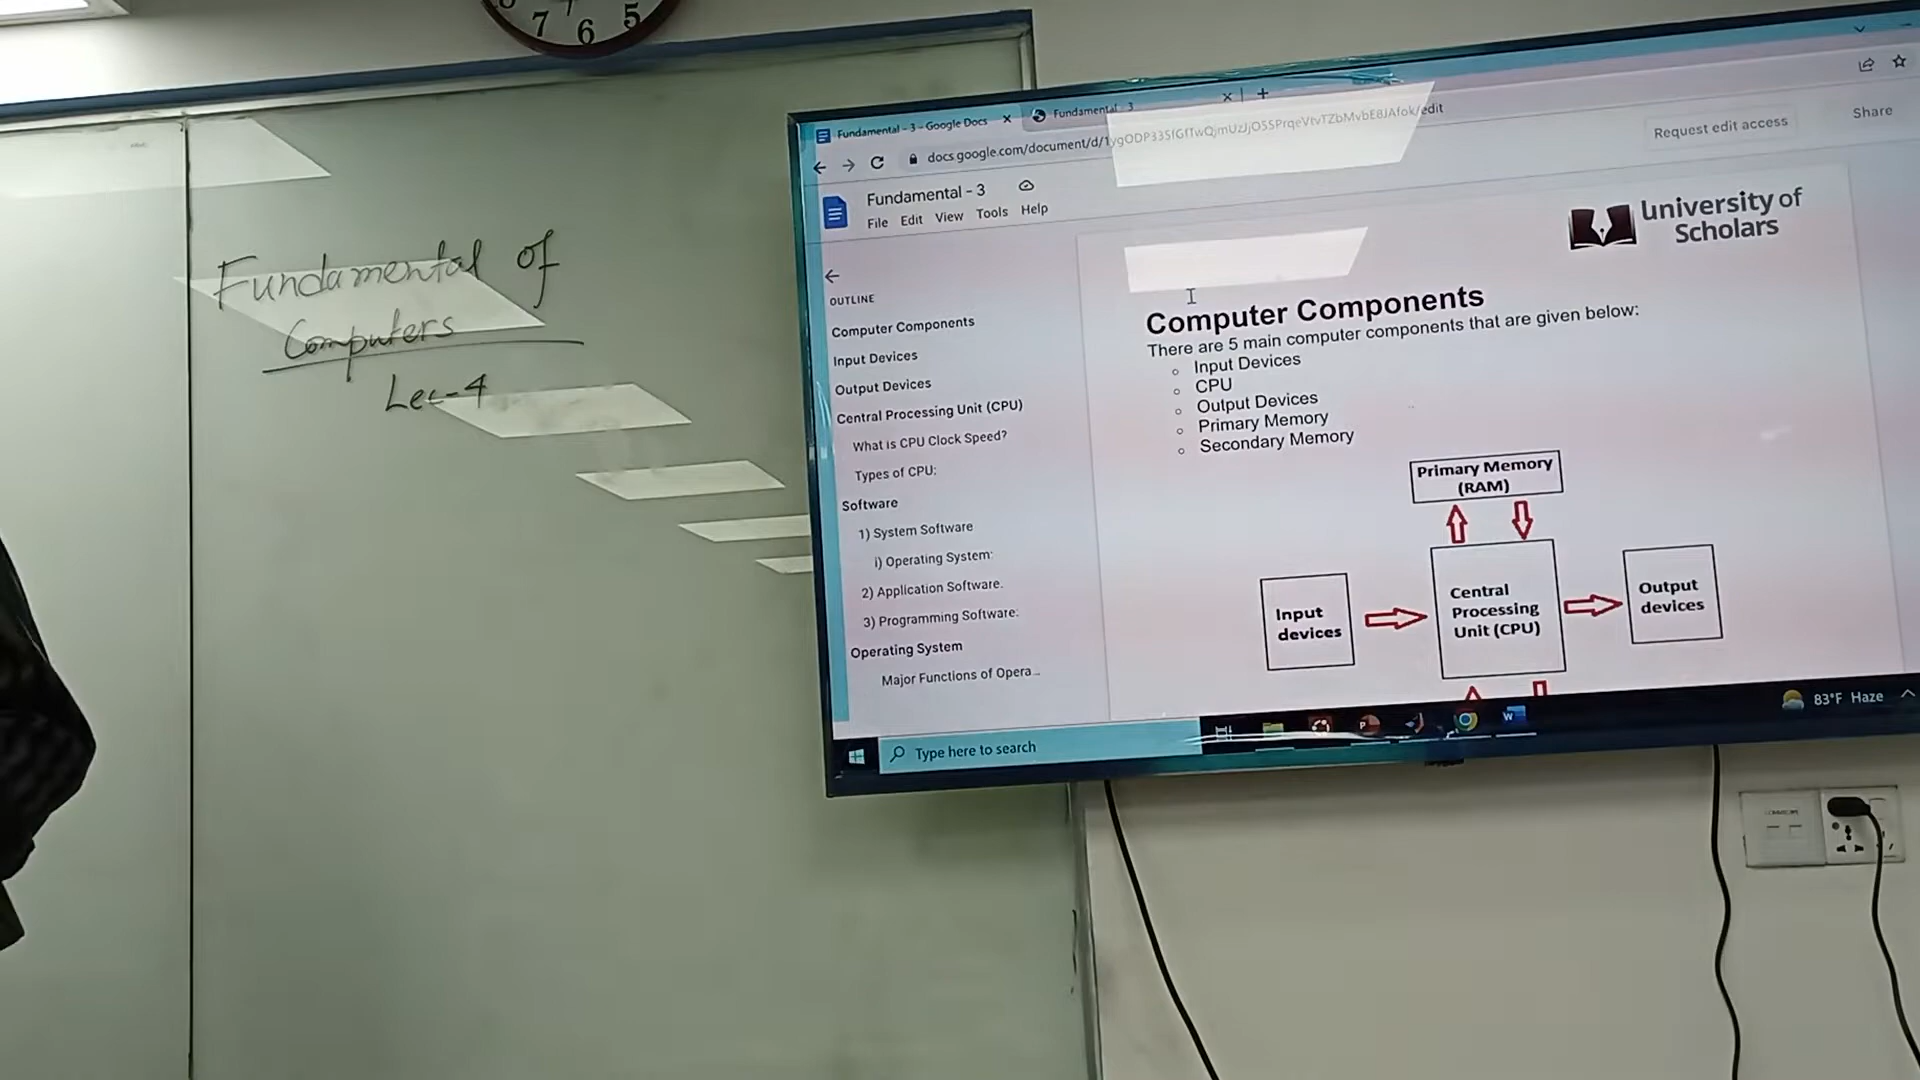 7 6 5
Fundamental of
Computers
Lec-4
Fundamental - 3 - Google Docs
Fundamental - 3
docs.google.com/document/d/1ygODP335fGfTwQjmUzJjO5SPrqeVtvTZbMvbE8JAfok/edit
Fundamental - 3
File Edit View Tools Help
Request edit access
Share
University of
Scholars
OUTLINE
Computer Components
Input Devices
Output Devices
Central Processing Unit (CPU)
What is CPU Clock Speed?
Types of CPU:
Software
1) System Software
i) Operating System:
2) Application Software.
3) Programming Software:
Operating System
Major Functions of Opera...
Computer Components
There are 5 main computer components that are given below:
Input Devices
CPU
Output Devices
Primary Memory
Secondary Memory
Primary Memory
(RAM)
Input
devices
Central
Processing
Unit (CPU)
Output
devices
Type here to search
P
W
83°F Haze